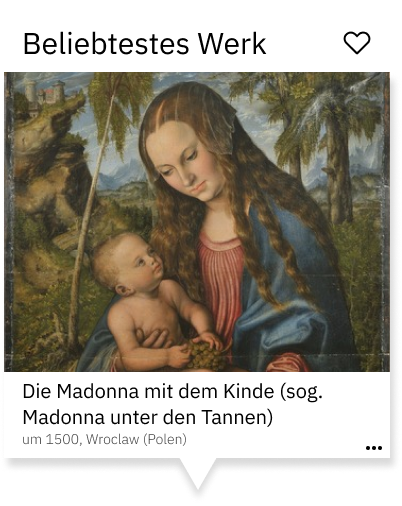 Beliebtestes Werk
Die Madonna mit dem Kinde (sog.
Madonna unter den Tannen)
um 1500, Wroclaw (Polen)